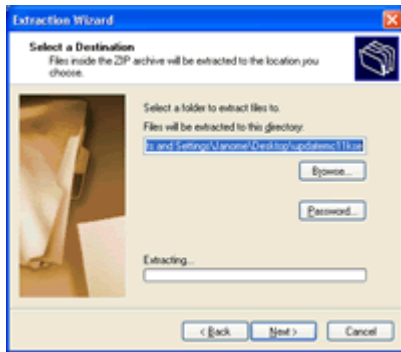 Extraction Wizard
Select a Destination
Files inside the ZIP archive will be extracted to the location you
choose.
Select a folder to extract files to.
Files will be extracted to this directory:
ts and Settings\Janome\Desktop\updatemc11kse
Browse...
Password...
Extracting...
< Back
Next >
Cancel